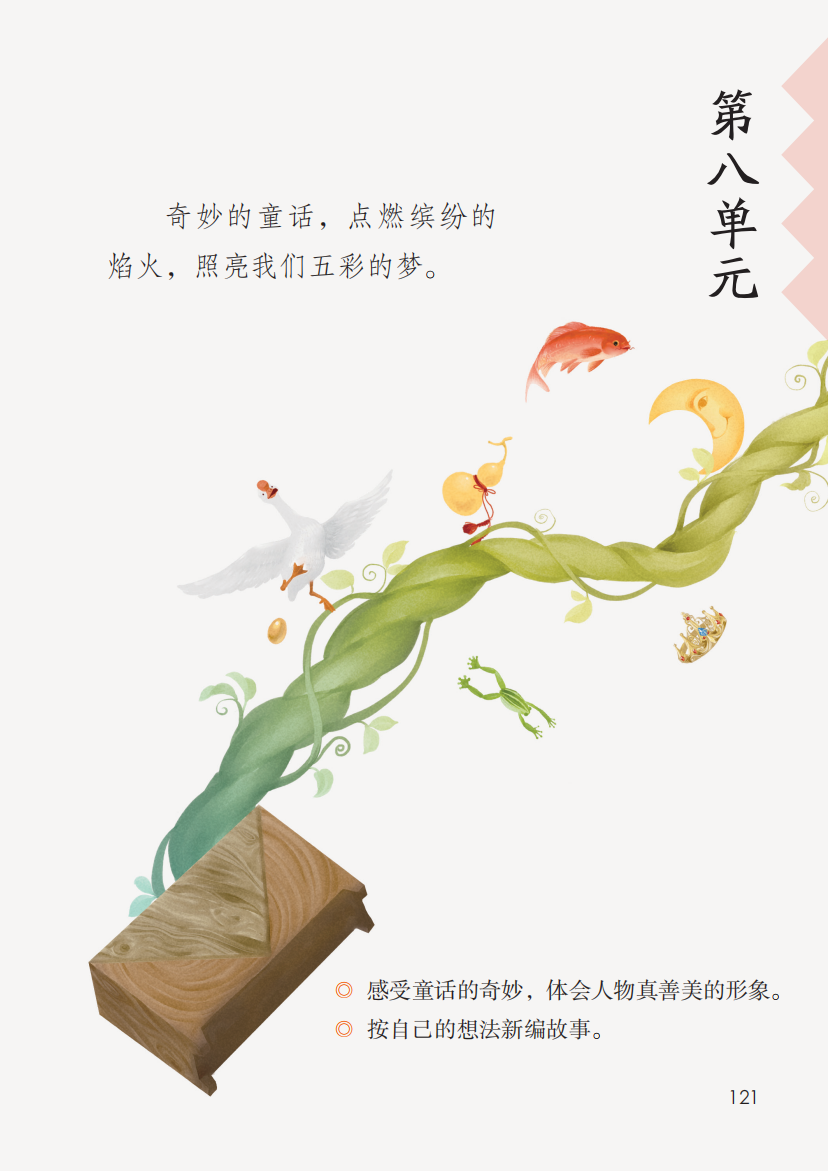 第八单元
奇妙的童话，点燃缤纷的
焰火，照亮我们五彩的梦。
◎ 感受童话的奇妙，体会人物真善美的形象。
◎ 按自己的想法新编故事。
121